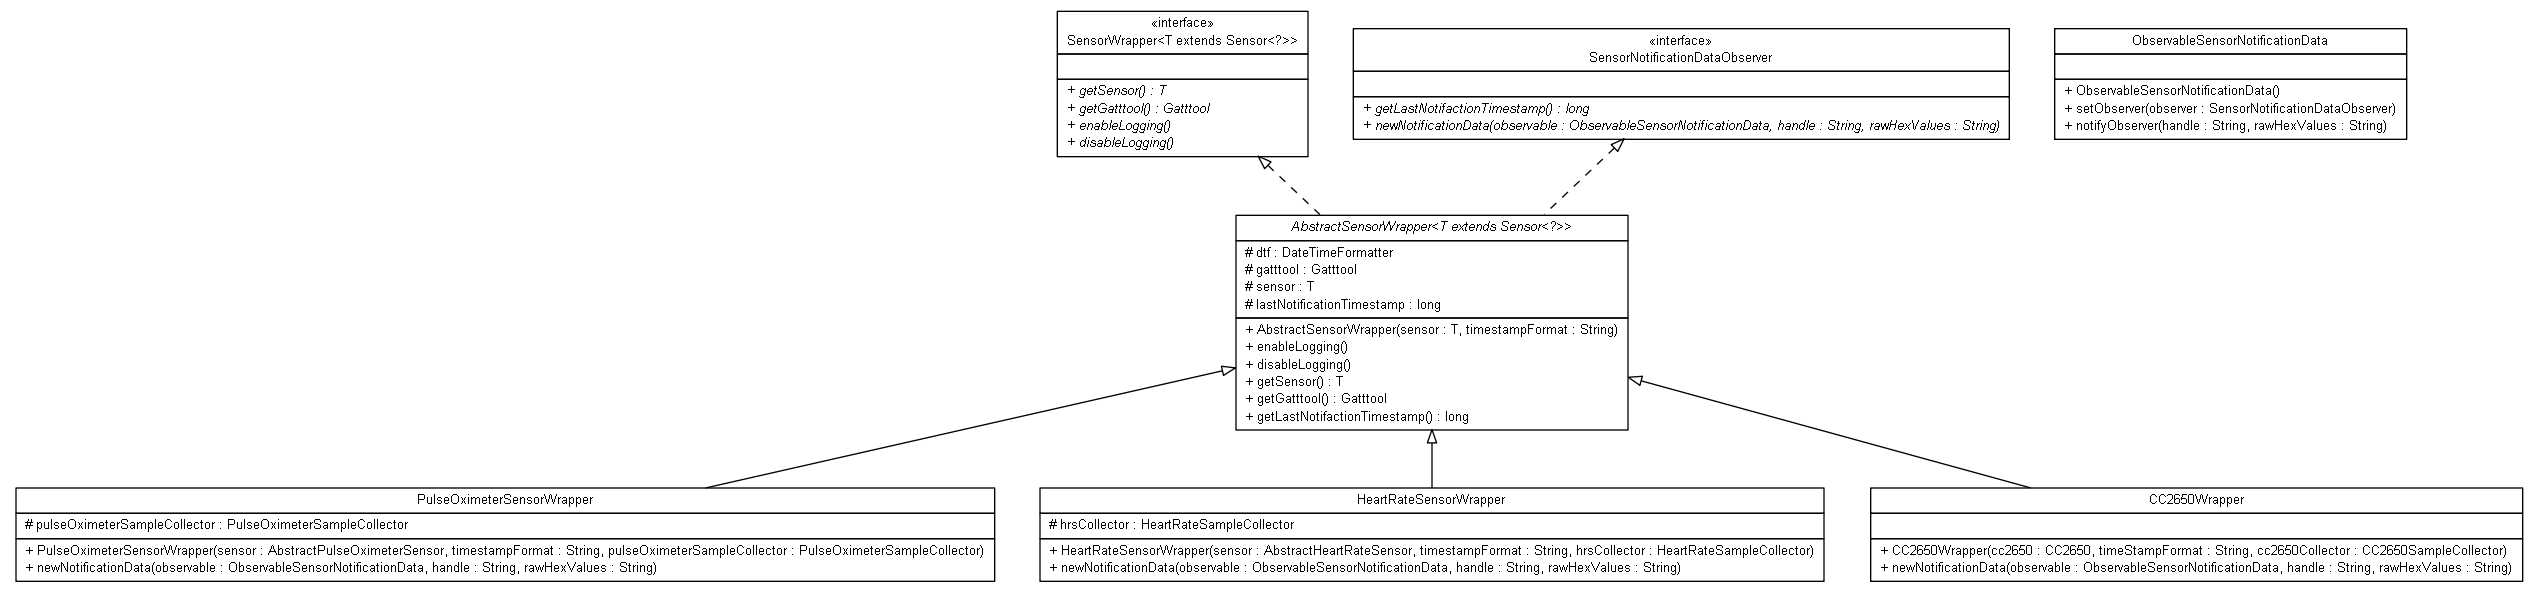 «interface»
SensorWrapper<T extends Sensor<?>>
+ getSensor() : T
+ getGatttool() : Gatttool
+ enableLogging()
+ disableLogging()
«interface»
SensorNotificationDataObserver
+ getLastNotifactionTimestamp() : long
+ newNotificationData(observable : ObservableSensorNotificationData, handle : String, rawHexValues : String)
ObservableSensorNotificationData
+ ObservableSensorNotificationData()
+ setObserver(observer : SensorNotificationDataObserver)
+ notifyObserver(handle : String, rawHexValues : String)
AbstractSensorWrapper<T extends Sensor<?>>
# dtf : DateTimeFormatter
# gatttool : Gatttool
# sensor : T
# lastNotificationTimestamp : long
+ AbstractSensorWrapper(sensor : T, timestampFormat : String)
+ enableLogging()
+ disableLogging()
+ getSensor() : T
+ getGatttool() : Gatttool
+ getLastNotifactionTimestamp() : long
PulseOximeterSensorWrapper
# pulseOximeterSampleCollector : PulseOximeterSampleCollector
+ PulseOximeterSensorWrapper(sensor : AbstractPulseOximeterSensor, timestampFormat : String, pulseOximeterSampleCollector : PulseOximeterSampleCollector)
+ newNotificationData(observable : ObservableSensorNotificationData, handle : String, rawHexValues : String)
HeartRateSensorWrapper
# hrsCollector : HeartRateSampleCollector
+ HeartRateSensorWrapper(sensor : AbstractHeartRateSensor, timestampFormat : String, hrsCollector : HeartRateSampleCollector)
+ newNotificationData(observable : ObservableSensorNotificationData, handle : String, rawHexValues : String)
CC2650Wrapper
+ CC2650Wrapper(cc2650 : CC2650, timeStampFormat : String, cc2650Collector : CC2650SampleCollector)
+ newNotificationData(observable : ObservableSensorNotificationData, handle : String, rawHexValues : String)